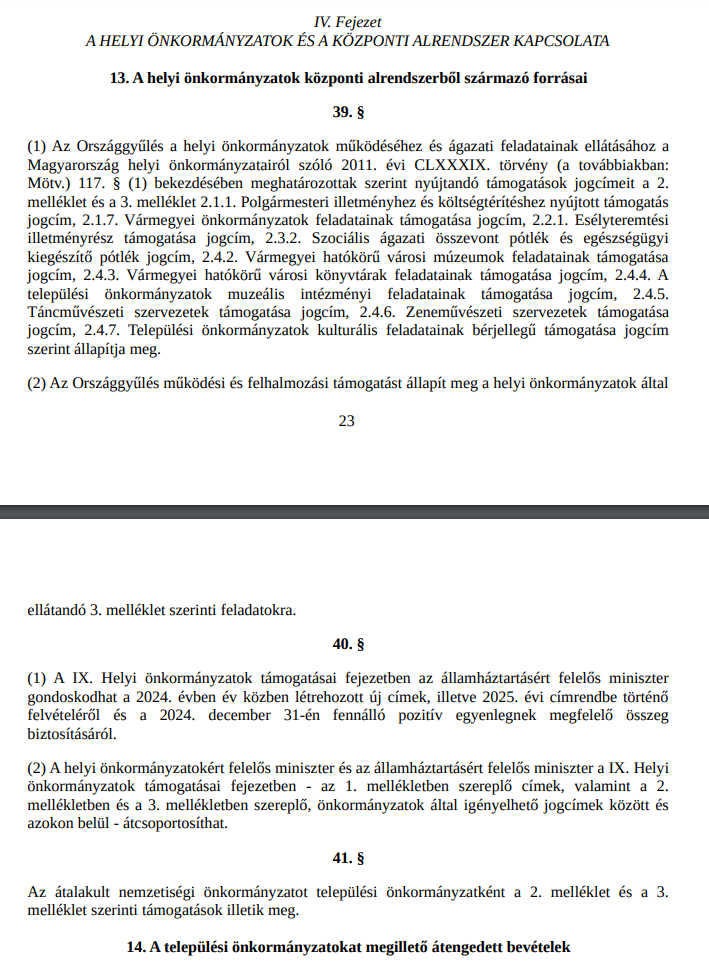 IV. Fejezet
A HELYI ÖNKORMÁNYZATOK ÉS A KÖZPONTI ALRENDSZER KAPCSOLATA
13. A helyi önkormányzatok központi alrendszerből származó forrásai
39. §
(1) Az Országgyűlés a helyi önkormányzatok működéséhez és ágazati feladatainak ellátásához a
Magyarország helyi önkormányzatairól szóló 2011. évi CLXXXIX. törvény (a továbbiakban:
Mötv.) 117. § (1) bekezdésében meghatározottak szerint nyújtandó támogatások jogcímeit a 2.
melléklet és a 3. melléklet 2.1.1. Polgármesteri illetményhez és költségtérítéshez nyújtott támogatás
jogcím, 2.1.7. Vármegyei önkormányzatok feladatainak támogatása jogcím, 2.2.1. Esélyteremtési
illetményrész támogatása jogcím, 2.3.2. Szociális ágazati összevont pótlék és egészségügyi
kiegészítő pótlék jogcím, 2.4.2. Vármegyei hatókörű városi múzeumok feladatainak támogatása
jogcím, 2.4.3. Vármegyei hatókörű városi könyvtárak feladatainak támogatása jogcím, 2.4.4. A
települési önkormányzatok muzeális intézményi feladatainak támogatása jogcím, 2.4.5.
Táncművészeti szervezetek támogatása jogcím, 2.4.6. Zeneművészeti szervezetek támogatása
jogcím, 2.4.7. Települési önkormányzatok kulturális feladatainak bérjellegű támogatása jogcím
szerint állapítja meg.
(2) Az Országgyűlés működési és felhalmozási támogatást állapít meg a helyi önkormányzatok által
23
ellátandó 3. melléklet szerinti feladatokra.
40. §
(1) A IX. Helyi önkormányzatok támogatásai fejezetben az államháztartásért felelős miniszter
gondoskodhat a 2024. évben év közben létrehozott új címek, illetve 2025. évi címrendbe történő
felvételéről és a 2024. december 31-én fennálló pozitív egyenlegnek megfelelő összeg
biztosításáról.
(2) A helyi önkormányzatokért felelős miniszter és az államháztartásért felelős miniszter a IX. Helyi
önkormányzatok támogatásai fejezetben - az 1. mellékletben szereplő címek, valamint a 2.
mellékletben és a 3. mellékletben szereplő, önkormányzatok által igényelhető jogcímek között és
azokon belül - átcsoportosíthat.
41. §
Az átalakult nemzetiségi önkormányzatot települési önkormányzatként a 2. melléklet és a 3.
melléklet szerinti támogatások illetik meg.
14. A települési önkormányzatokat megillető átengedett bevételek